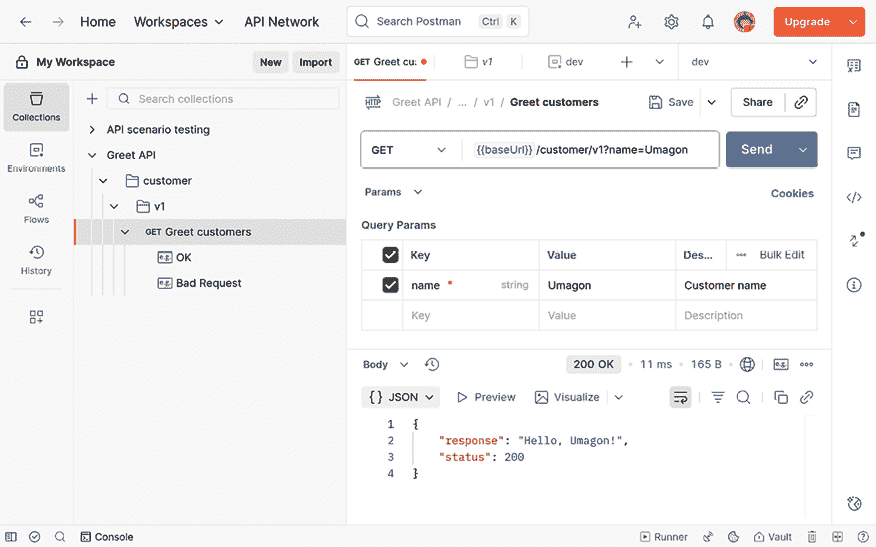 Home Workspaces API Network Search Postman Ctrl K Upgrade
My Workspace New Import
GET Greet cu: v1 dev dev
Collections
Environments
Flows
History
Search collections
API scenario testing
Greet API
customer
v1
GET Greet customers
e.g. OK
e.g. Bad Request
HTTP Greet API / ... / v1 / Greet customers Save Share
GET {{baseUrl}} /customer/v1?name=Umagon Send
Params Cookies
Query Params
Key Value Des... Bulk Edit
name * string Umagon Customer name
Key Value Description
Body 200 OK 11 ms 165 B e.g.
{} JSON Preview Visualize
1 {
2 "response": "Hello, Umagon!",
3 "status": 200
4 }
Console Runner Vault